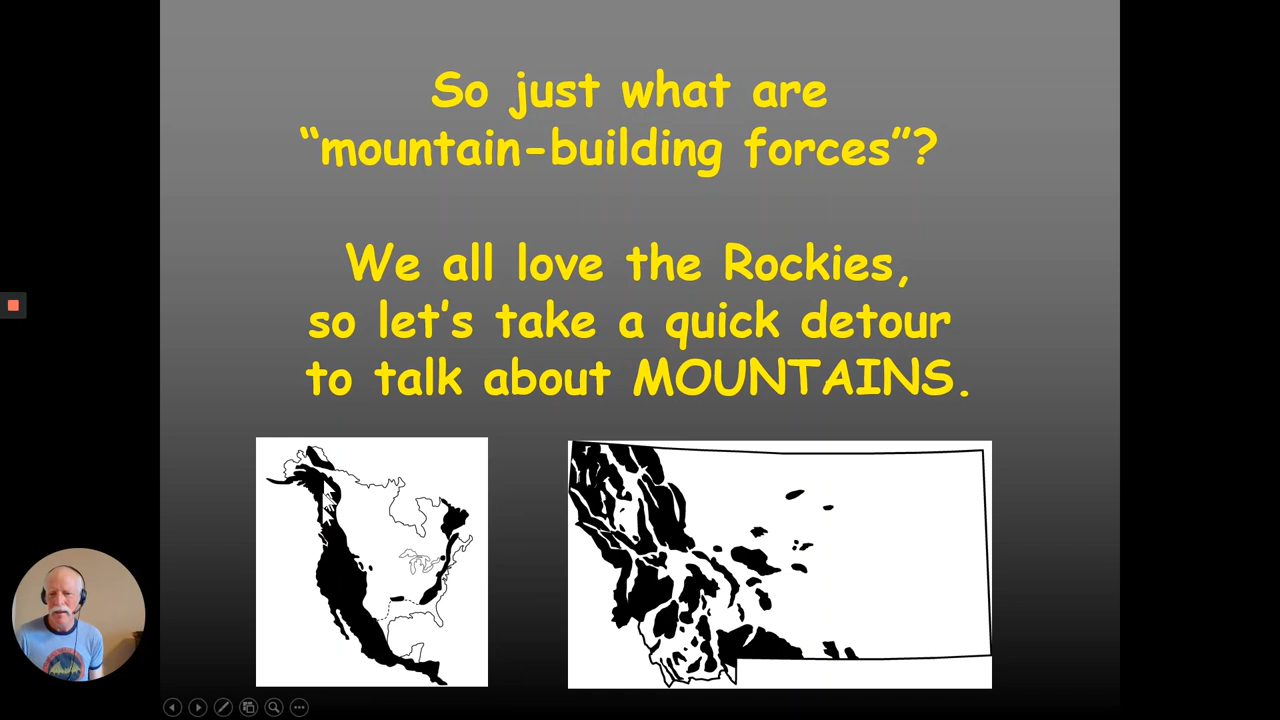 So just what are
“mountain-building forces”?
We all love the Rockies,
so let’s take a quick detour
to talk about MOUNTAINS.